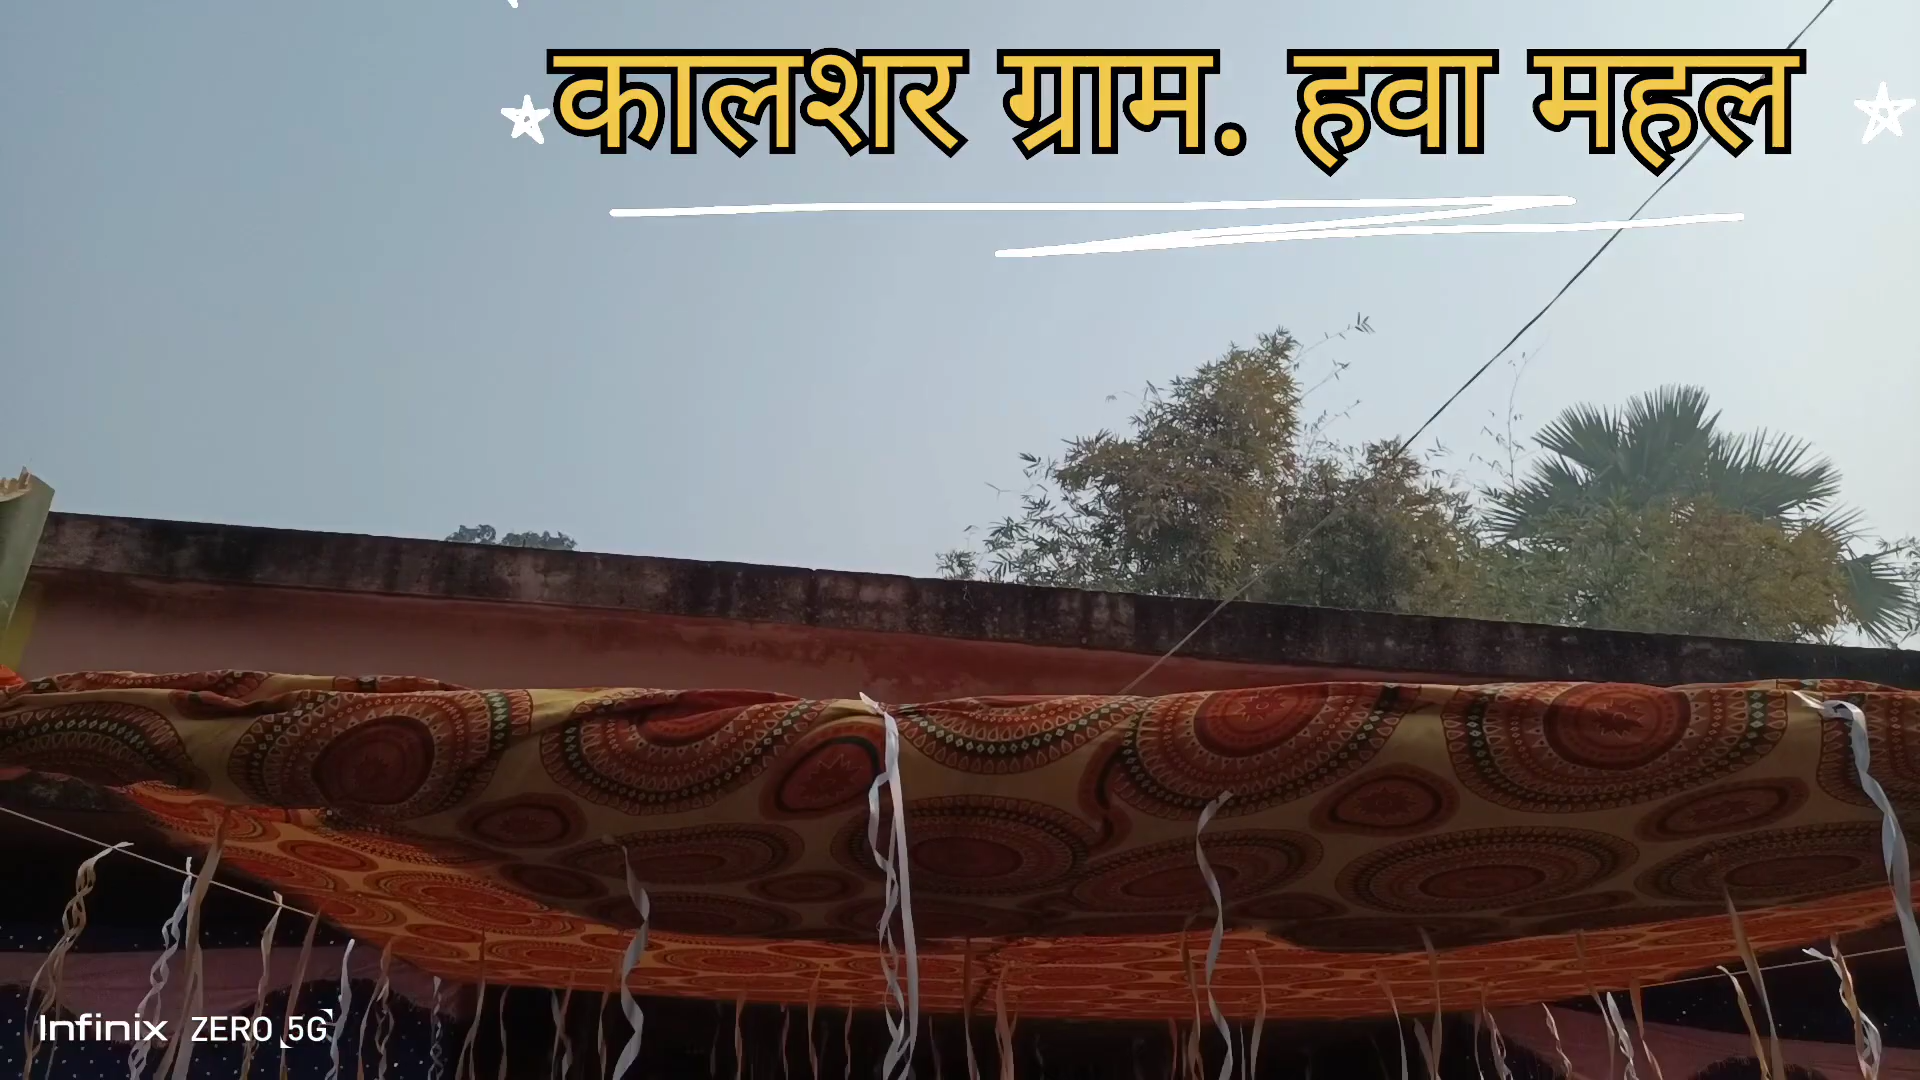 कालशर ग्राम. हवा महल
Infinix ZERO 5G